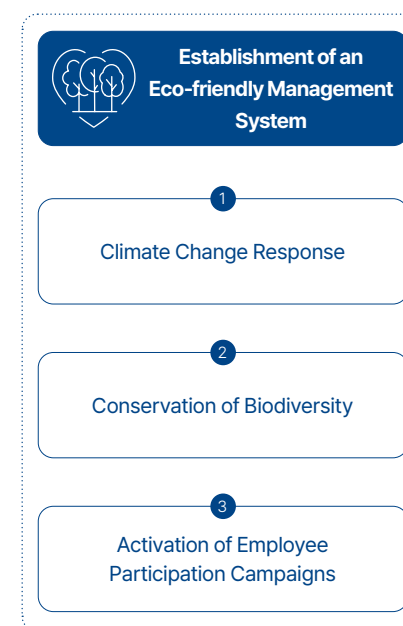 Establishment of an
Eco-friendly Management
System
1
Climate Change Response
2
Conservation of Biodiversity
3
Activation of Employee
Participation Campaigns